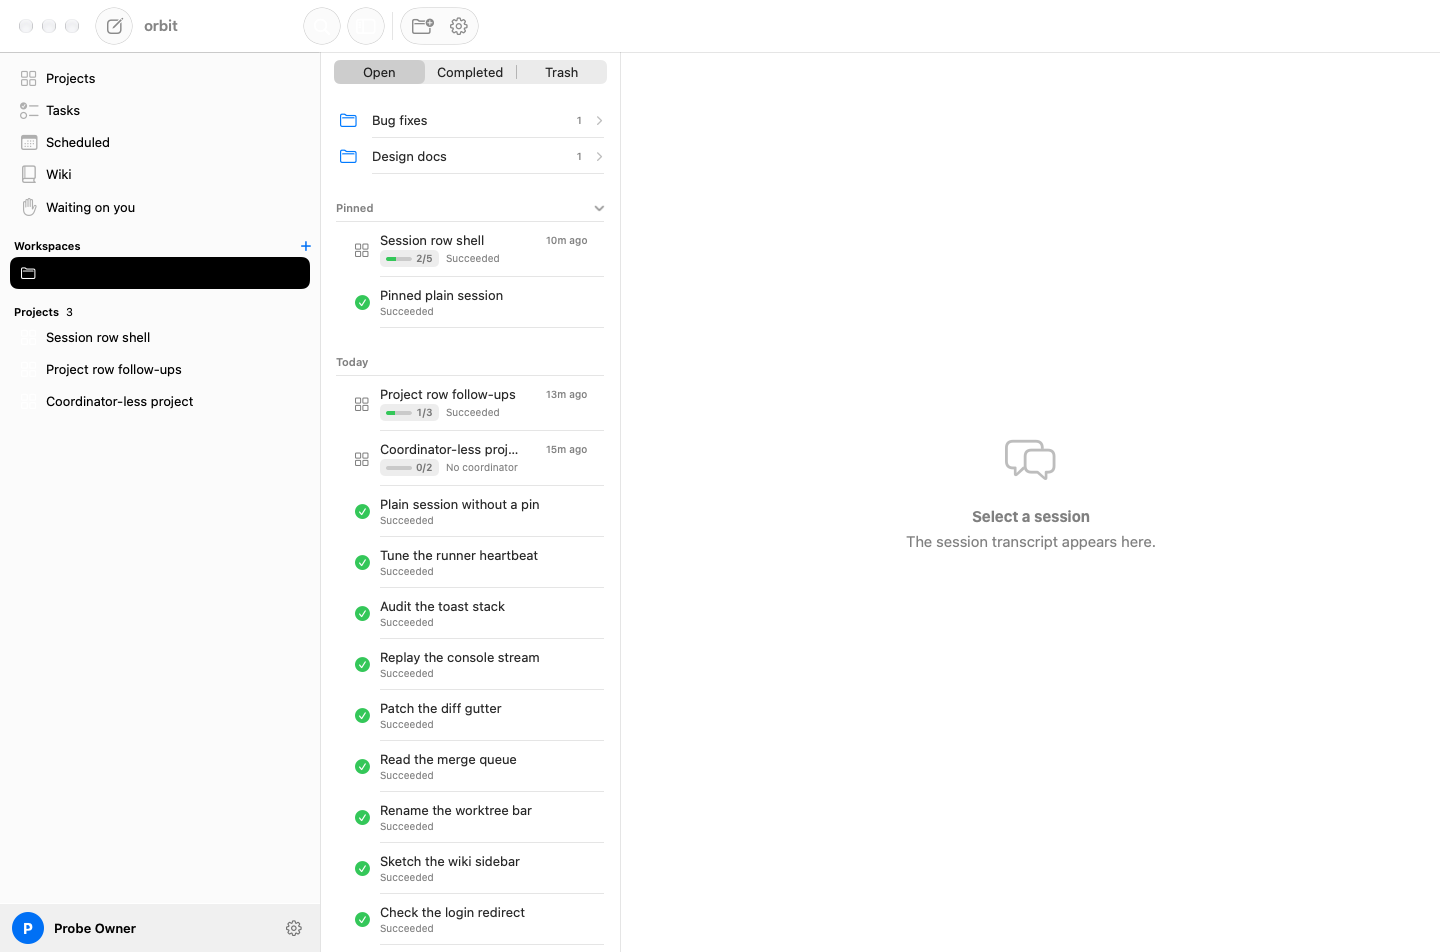 orbit
Projects
Tasks
Scheduled
Wiki
Waiting on you
Workspaces
Projects 3
Session row shell
Project row follow-ups
Coordinator-less project
P Probe Owner
Open Completed Trash
Bug fixes 1
Design docs 1
Pinned
Session row shell 10m ago
2/5 Succeeded
Pinned plain session
Succeeded
Today
Project row follow-ups 13m ago
1/3 Succeeded
Coordinator-less proj... 15m ago
0/2 No coordinator
Plain session without a pin
Succeeded
Tune the runner heartbeat
Succeeded
Audit the toast stack
Succeeded
Replay the console stream
Succeeded
Patch the diff gutter
Succeeded
Read the merge queue
Succeeded
Rename the worktree bar
Succeeded
Sketch the wiki sidebar
Succeeded
Check the login redirect
Succeeded
Select a session
The session transcript appears here.